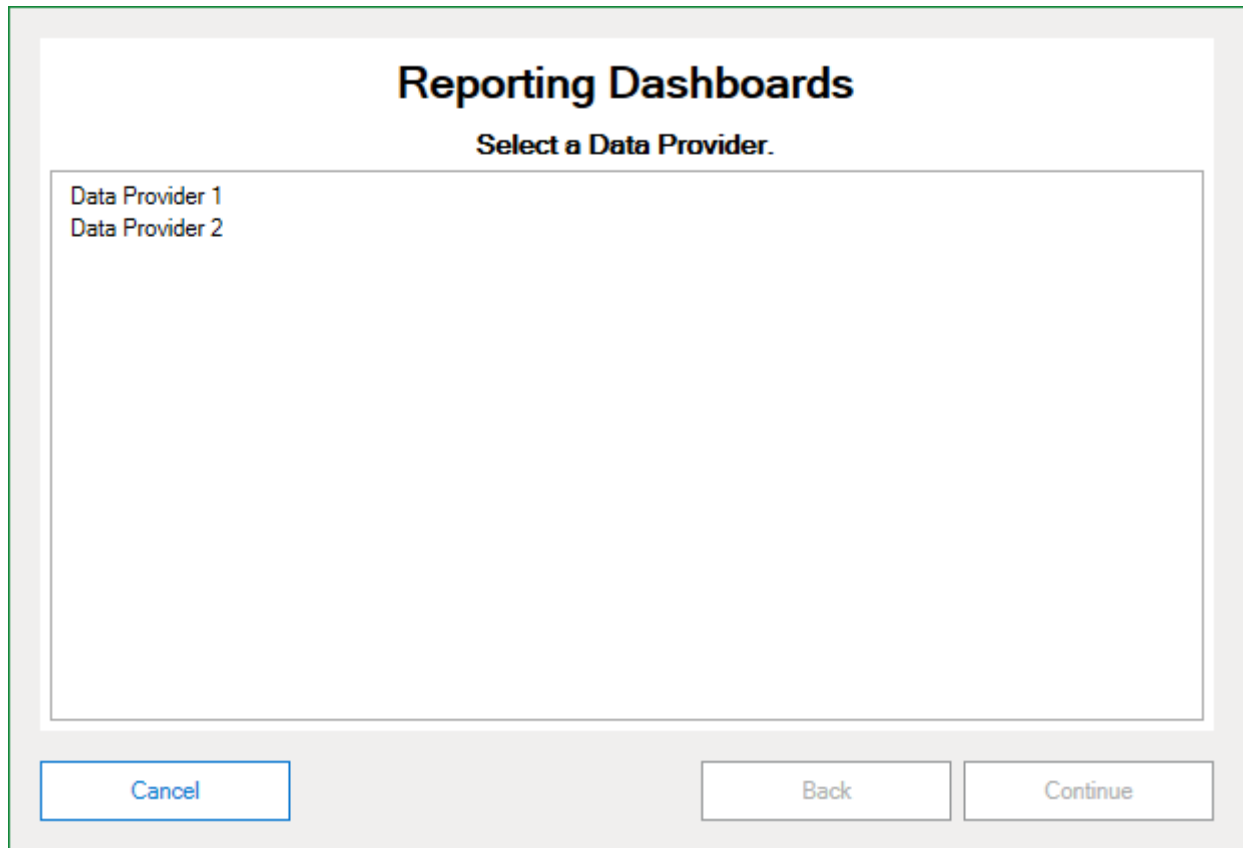 Reporting Dashboards
Select a Data Provider.
Data Provider 1
Data Provider 2
Cancel
Back
Continue